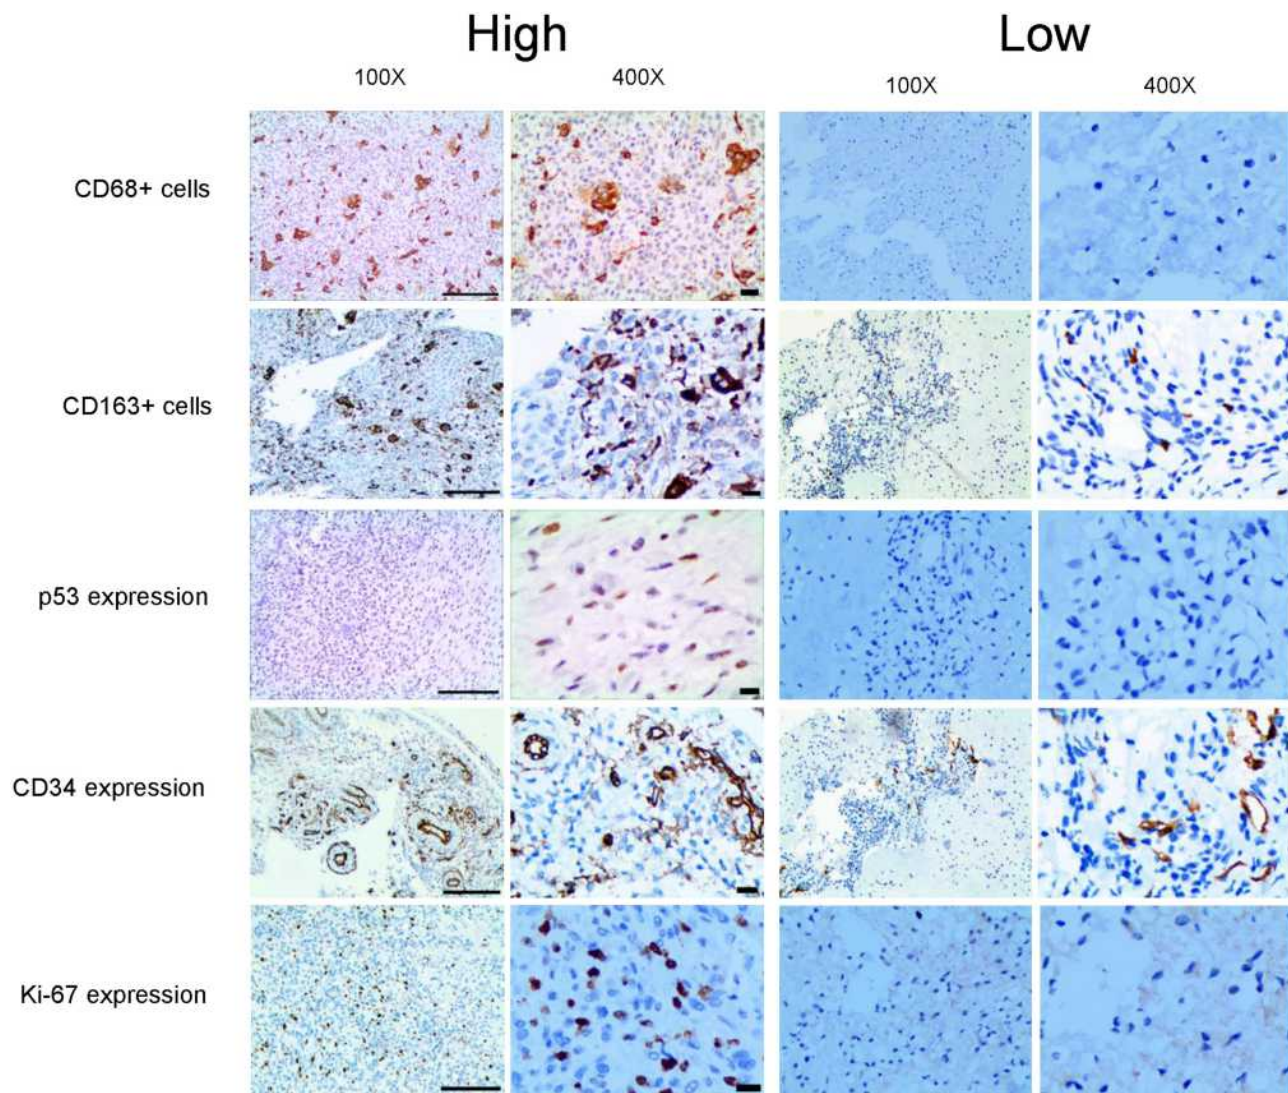 High Low
100X 400X 100X 400X
CD68+ cells
CD163+ cells
p53 expression
CD34 expression
Ki-67 expression